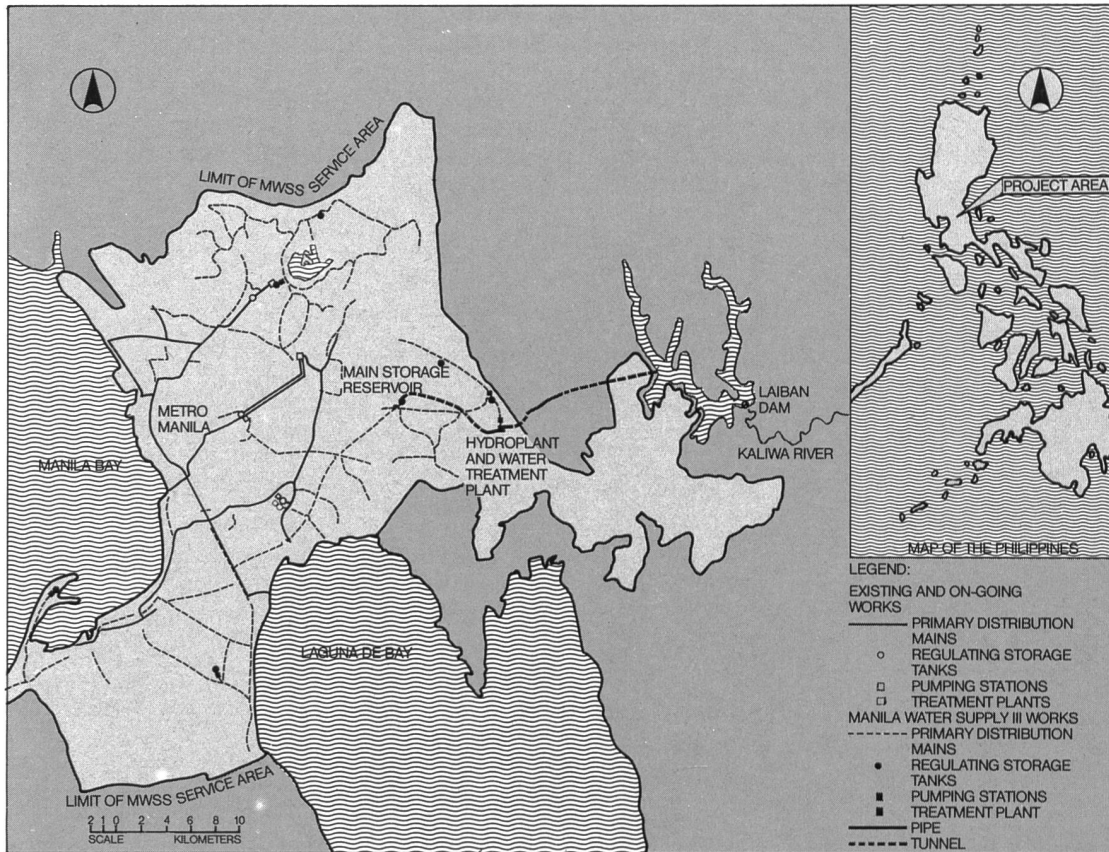 LIMIT OF MWSS SERVICE AREA
PROJECT AREA
MAIN STORAGE
RESERVOIR
METRO
MANILA
LAIBAN
DAM
MANILA BAY
HYDROPLANT
AND WATER
TREATMENT
PLANT
KALIWA RIVER
MAP OF THE PHILIPPINES
LAGUNA DE BAY
LIMIT OF MWSS SERVICE AREA
2 1 0 2 4 6 8 10
SCALE KILOMETERS
LEGEND:
EXISTING AND ON-GOING
WORKS
PRIMARY DISTRIBUTION
MAINS
REGULATING STORAGE
TANKS
PUMPING STATIONS
TREATMENT PLANTS
MANILA WATER SUPPLY III WORKS
PRIMARY DISTRIBUTION
MAINS
REGULATING STORAGE
TANKS
PUMPING STATIONS
TREATMENT PLANT
PIPE
TUNNEL